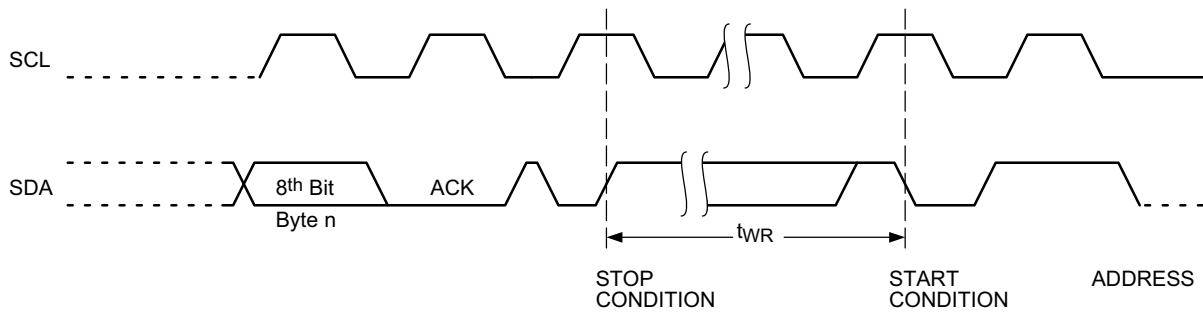 SCL
SDA
8th Bit
Byte n
ACK
tWR
STOP
CONDITION
START
CONDITION
ADDRESS